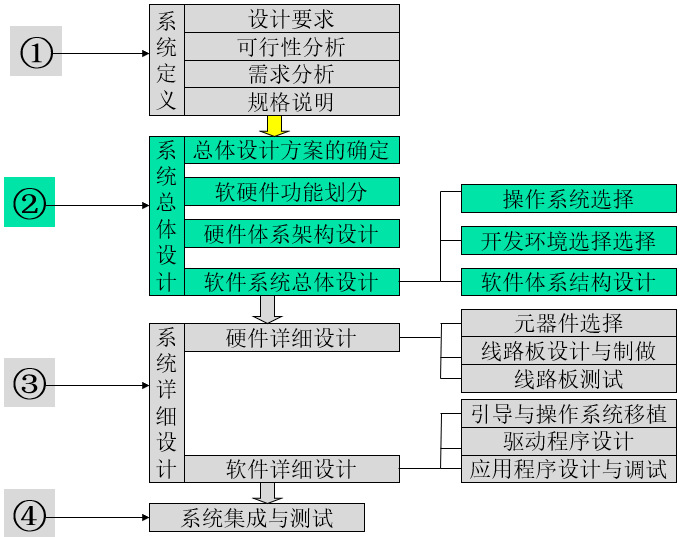 ①
系统定义
设计要求
可行性分析
需求分析
规格说明
②
系统总体设计
总体设计方案的确定
软硬件功能划分
硬件体系架构设计
软件系统总体设计
操作系统选择
开发环境选择选择
软件体系结构设计
③
系统详细设计
硬件详细设计
元器件选择
线路板设计与制做
线路板测试
软件详细设计
引导与操作系统移植
驱动程序设计
应用程序设计与调试
④
系统集成与测试